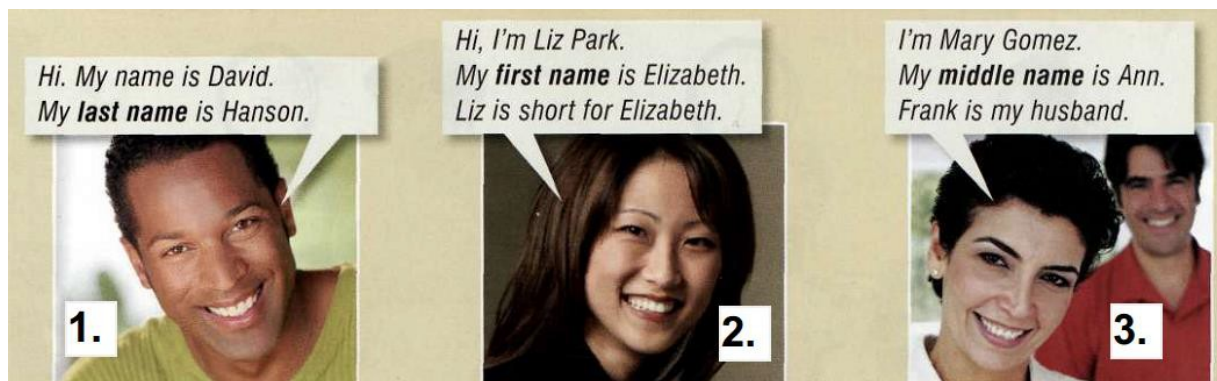 Hi. My name is David.
My last name is Hanson.
1.
Hi, I'm Liz Park.
My first name is Elizabeth.
Liz is short for Elizabeth.
2.
I'm Mary Gomez.
My middle name is Ann.
Frank is my husband.
3.